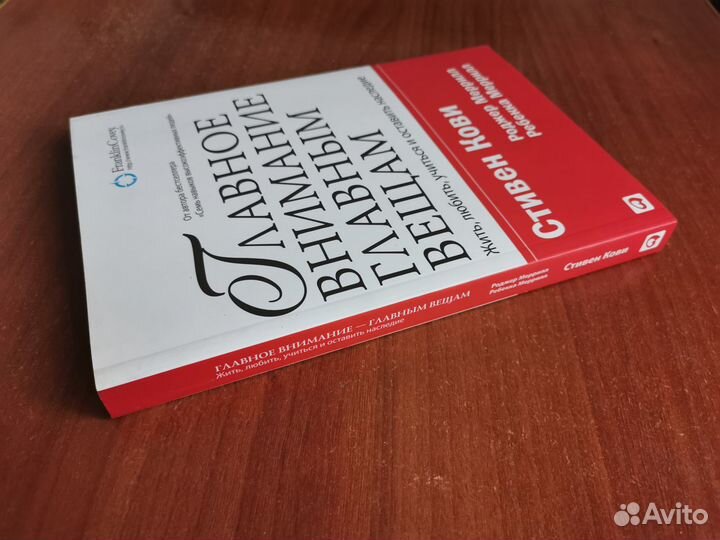 FranklinCovey
От автора бестселлера
«Семь навыков высокоэффективных людей»
ГЛАВНОЕ
ВНИМАНИЕ
ГЛАВНЫМ
ВЕЩАМ
Жить, любить, учиться и оставить наследие
Стивен Кови
Роджер Меррилл
Ребекка Меррилл
ГЛАВНОЕ ВНИМАНИЕ — ГЛАВНЫМ ВЕЩАМ
Жить, любить, учиться и оставить наследие
Роджер Меррилл
Ребекка Меррилл
Стивен Кови
Avito